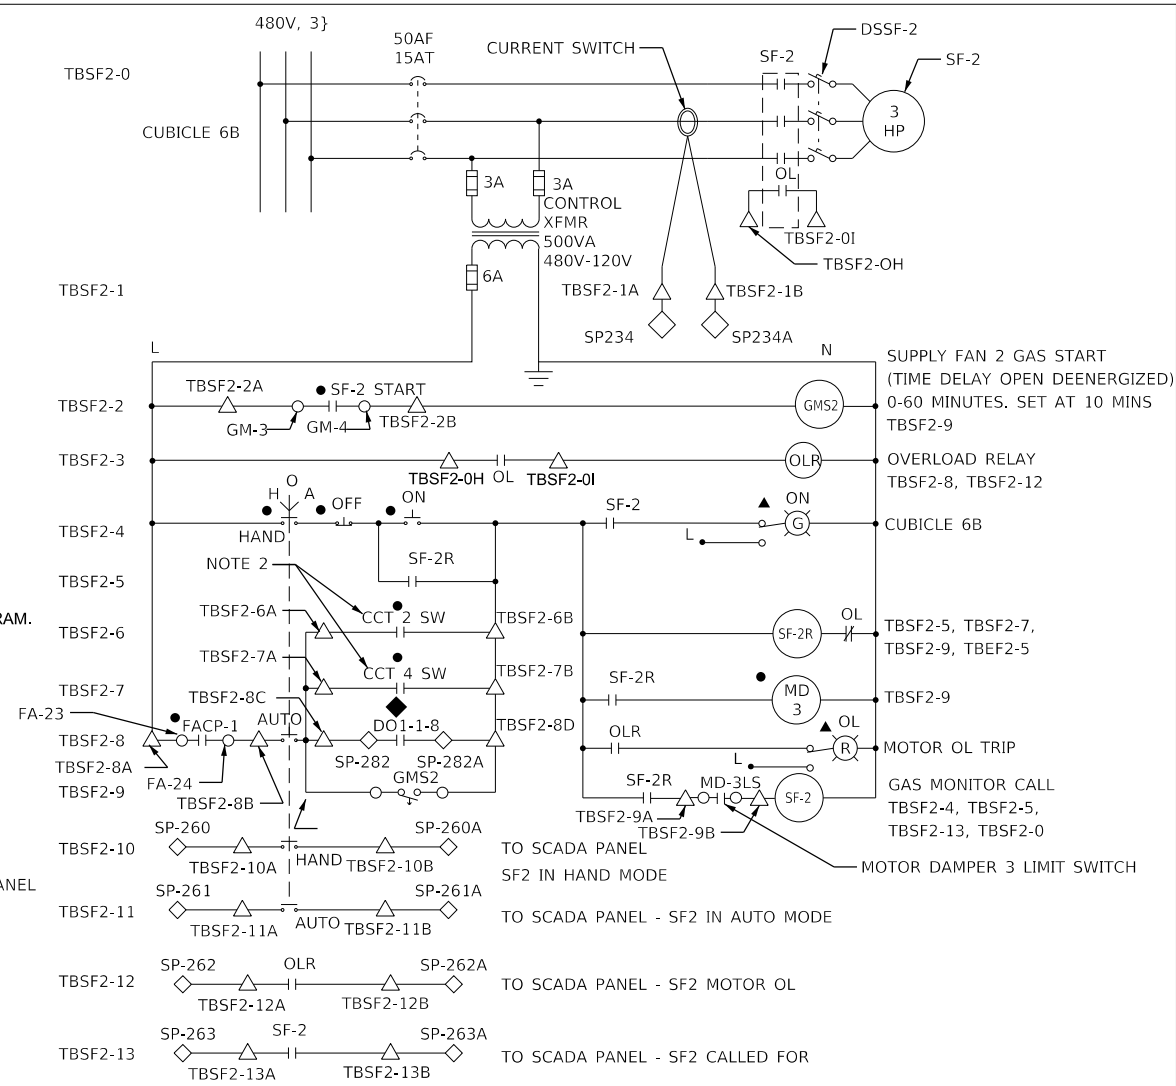 480V, 3}
50AF
15AT
CURRENT SWITCH
SF-2
DSSF-2
SF-2
TBSF2-0
3
HP
CUBICLE 6B
OL
3A
3A
CONTROL
XFMR
500VA
480V-120V
TBSF2-0I
TBSF2-0H
6A
TBSF2-1
TBSF2-1A
TBSF2-1B
SP234
SP234A
L
N
SUPPLY FAN 2 GAS START
(TIME DELAY OPEN DEENERGIZED)
0-60 MINUTES. SET AT 10 MINS
TBSF2-9
TBSF2-2
TBSF2-2A
SF-2 START
GM-3
GM-4
TBSF2-2B
GMS2
TBSF2-3
TBSF2-0H
OL
TBSF2-0I
OLR
OVERLOAD RELAY
TBSF2-8, TBSF2-12
H
O
A
OFF
ON
SF-2
ON
TBSF2-4
HAND
L
G
CUBICLE 6B
NOTE 2
SF-2R
TBSF2-5
RAM.
TBSF2-6
TBSF2-6A
CCT 2 SW
TBSF2-6B
SF-2R
OL
TBSF2-5, TBSF2-7,
TBSF2-9, TBEF2-5
TBSF2-7A
CCT 4 SW
TBSF2-7B
TBSF2-7
SF-2R
MD
3
TBSF2-9
FA-23
FACP-1
AUTO
TBSF2-8C
DO1-1-8
TBSF2-8D
OLR
OL
TBSF2-8
TBSF2-8A
FA-24
TBSF2-8B
SP-282
SP-282A
L
R
MOTOR OL TRIP
TBSF2-9
GMS2
SF-2R
MD-3LS
TBSF2-9A
TBSF2-9B
SF-2
GAS MONITOR CALL
TBSF2-4, TBSF2-5,
TBSF2-13, TBSF2-0
MOTOR DAMPER 3 LIMIT SWITCH
TBSF2-10
SP-260
TBSF2-10A
HAND
TBSF2-10B
SP-260A
TO SCADA PANEL
SF2 IN HAND MODE
ANEL
TBSF2-11
SP-261
TBSF2-11A
AUTO
TBSF2-11B
SP-261A
TO SCADA PANEL - SF2 IN AUTO MODE
TBSF2-12
SP-262
TBSF2-12A
OLR
TBSF2-12B
SP-262A
TO SCADA PANEL - SF2 MOTOR OL
TBSF2-13
SP-263
TBSF2-13A
SF-2
TBSF2-13B
SP-263A
TO SCADA PANEL - SF2 CALLED FOR